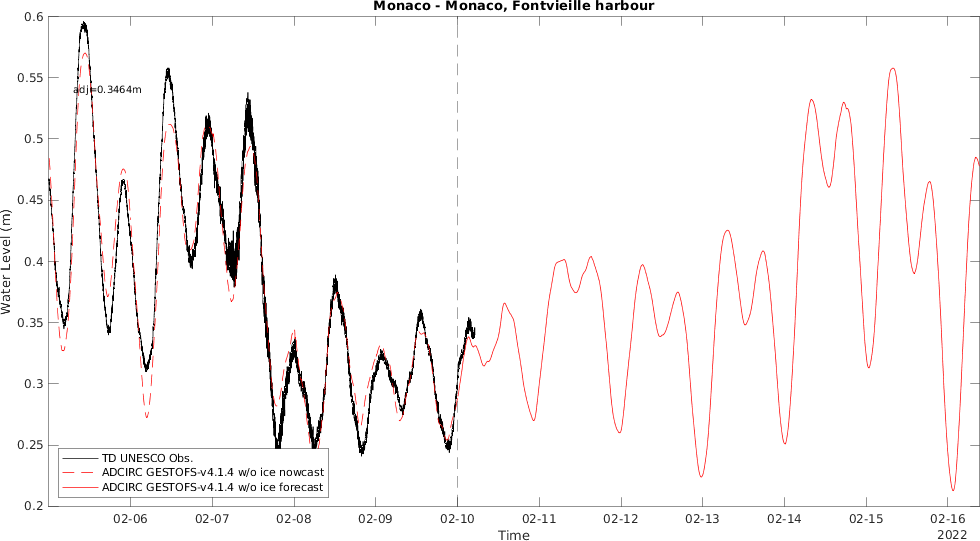 Monaco - Monaco, Fontvieille harbour
Water Level (m)
0.6
0.55
0.5
0.45
0.4
0.35
0.3
0.25
0.2
adj=0.3464m
TD UNESCO Obs.
ADCIRC GESTOFS-v4.1.4 w/o ice nowcast
ADCIRC GESTOFS-v4.1.4 w/o ice forecast
02-06 02-07 02-08 02-09 02-10 02-11 02-12 02-13 02-14 02-15 02-16
Time
2022